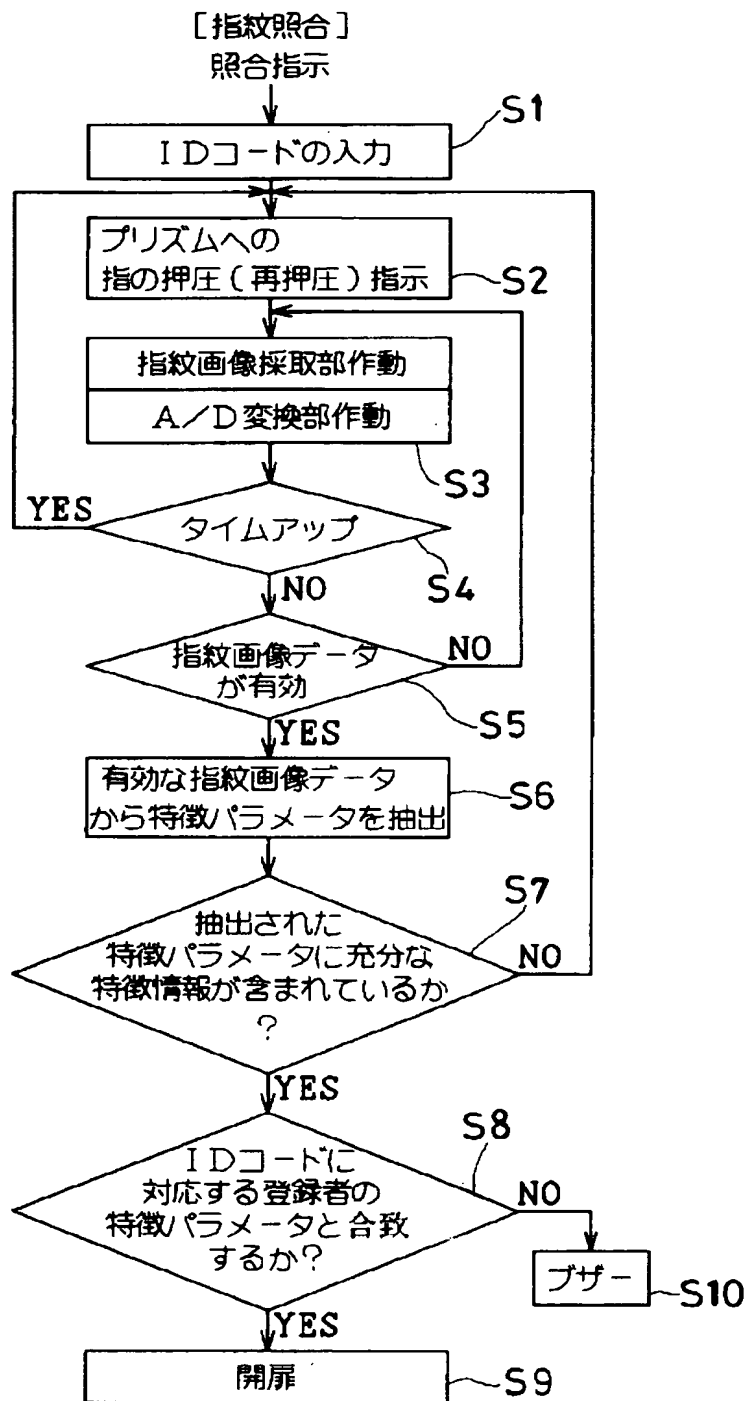 ［指紋照合］
照合指示
S1
ＩＤコードの入力
プリズムへの
指の押圧（再押圧）指示
S2
指紋画像採取部作動
Ａ／Ｄ変換部作動
S3
YES
タイムアップ
S4
NO
指紋画像データ
が有効
NO
S5
YES
有効な指紋画像データ
から特徴パラメータを抽出
S6
S7
抽出された
特徴パラメータに充分な
特徴情報が含まれているか
？
NO
YES
S8
ＩＤコードに
対応する登録者の
特徴パラメータと合致
するか？
NO
ブザー
S10
YES
開扉
S9